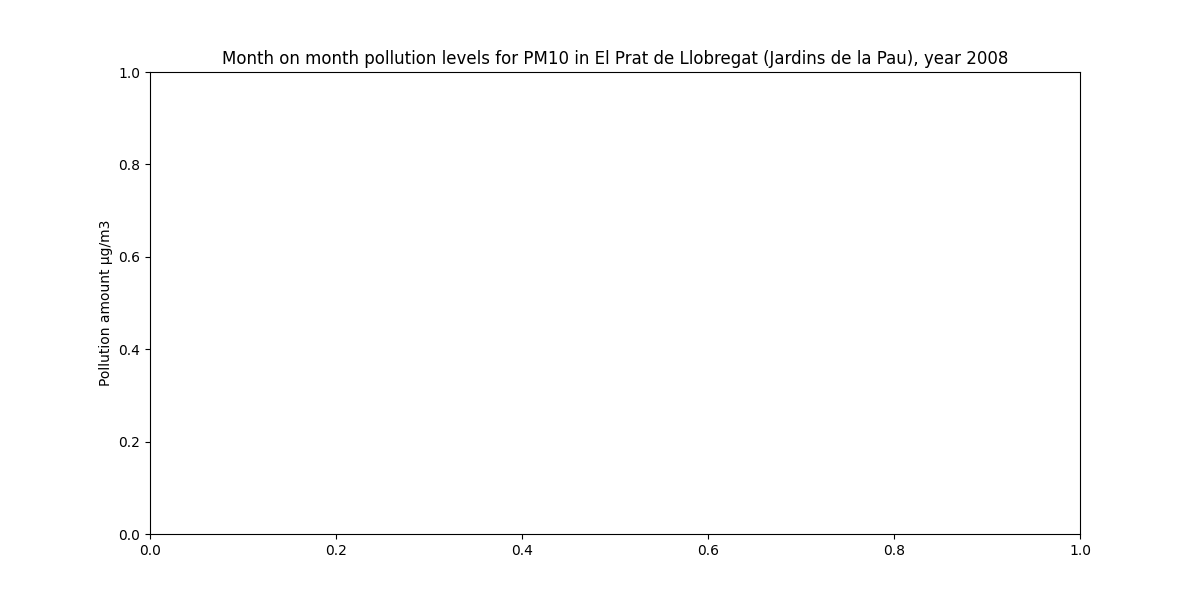 Month on month pollution levels for PM10 in El Prat de Llobregat (Jardins de la Pau), year 2008
1.0
0.8
0.6
0.4
0.2
0.0
Pollution amount µg/m3
0.0 0.2 0.4 0.6 0.8 1.0